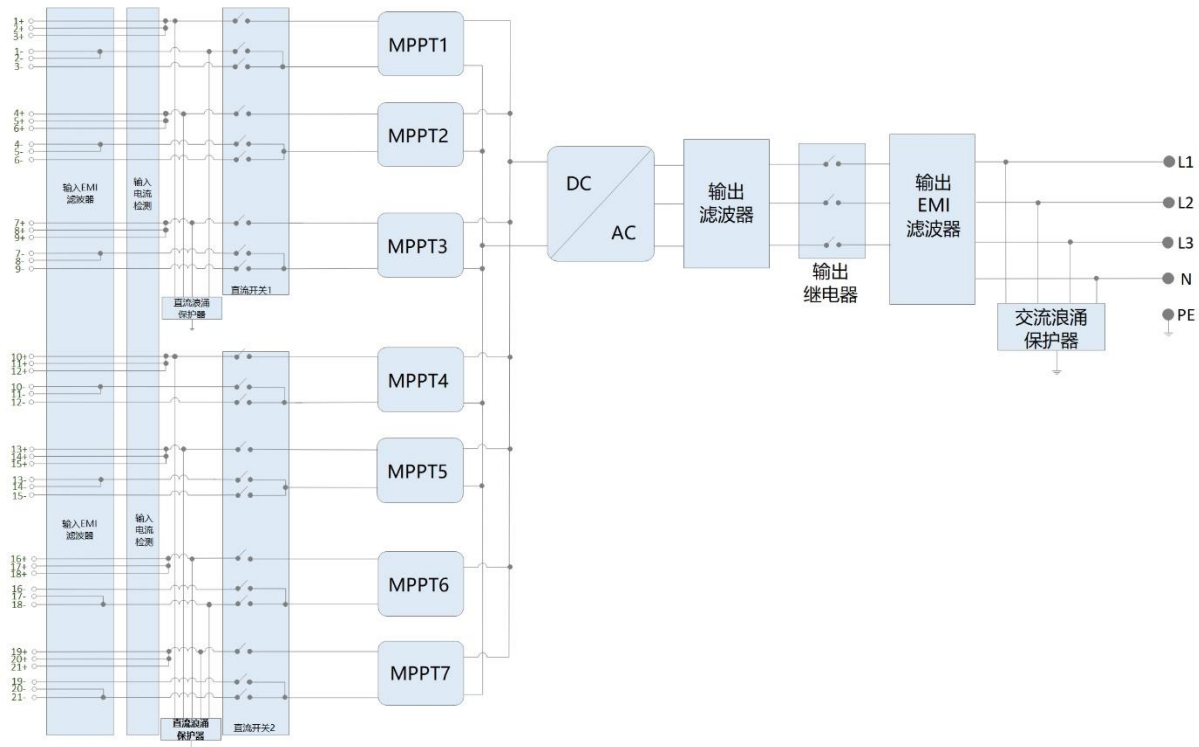 1+
2+
3+
1-
2-
3-
4+
5+
6+
4-
5-
6-
7+
8+
9+
7-
8-
9-
输入EMI
滤波器
输入
电流
检测
直流开关1
直流浪涌
保护器
MPPT1
MPPT2
MPPT3
10+
11+
12+
10-
11-
12-
13+
14+
15+
13-
14-
15-
16+
17+
18+
16-
17-
18-
19+
20+
21+
19-
20-
21-
输入EMI
滤波器
输入
电流
检测
直流浪涌
保护器
直流开关2
MPPT4
MPPT5
MPPT6
MPPT7
DC
AC
输出
滤波器
输出
继电器
输出
EMI
滤波器
交流浪涌
保护器
L1
L2
L3
N
PE